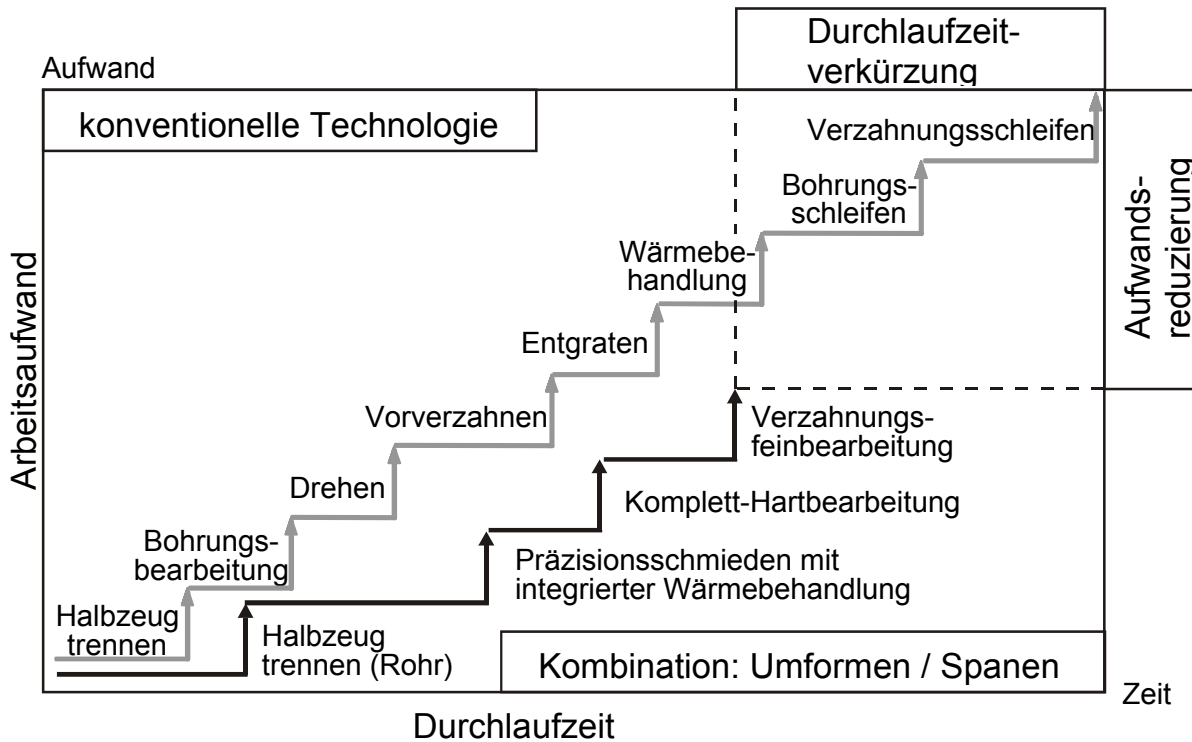 Durchlaufzeit-
verkürzung
Aufwand
konventionelle Technologie
Verzahnungsschleifen
Bohrungs-
schleifen
Aufwands-
reduzierung
Wärmebe-
handlung
Entgraten
Arbeitsaufwand
Vorverzahnen
Verzahnungs-
feinbearbeitung
Drehen
Komplett-Hartbearbeitung
Bohrungs-
bearbeitung
Präzisionsschmieden mit
integrierter Wärmebehandlung
Halbzeug
trennen
Halbzeug
trennen (Rohr)
Kombination: Umformen / Spanen
Zeit
Durchlaufzeit